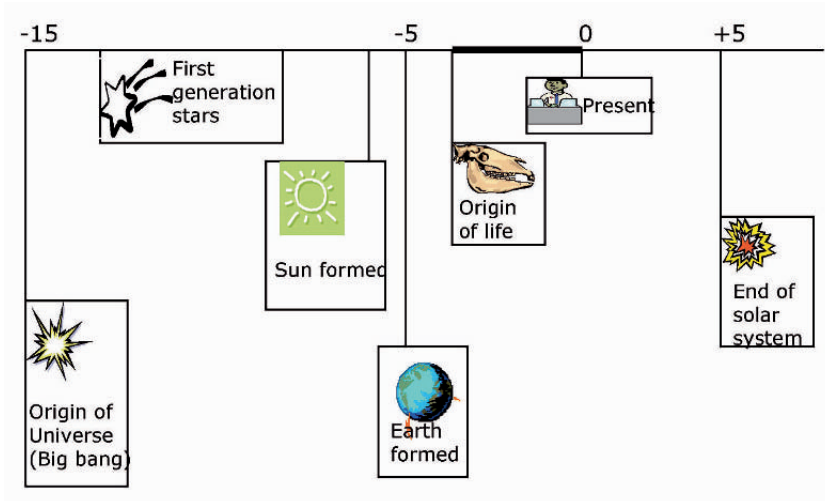 -15 -5 0 +5
First
generation
stars
Present
Origin
of life
Sun formed
End of
solar
system
Origin of
Universe
(Big bang)
Earth
formed